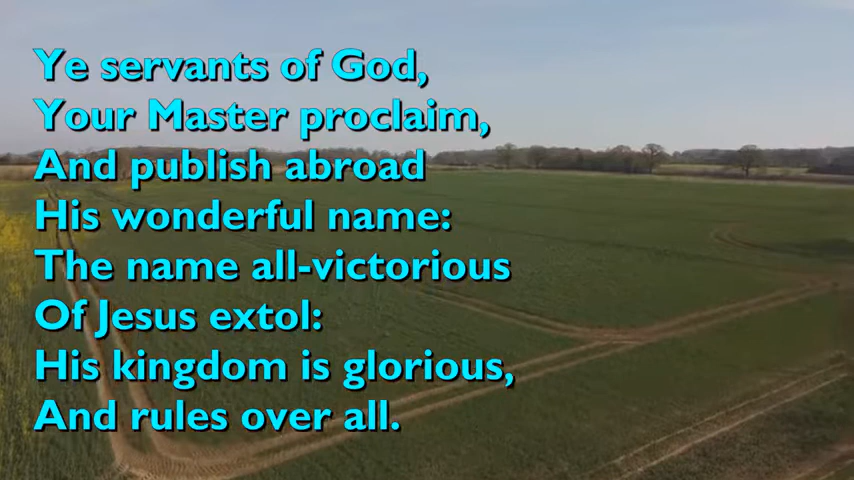 Ye servants of God,
Your Master proclaim,
And publish abroad
His wonderful name:
The name all-victorious
Of Jesus extol:
His kingdom is glorious,
And rules over all.